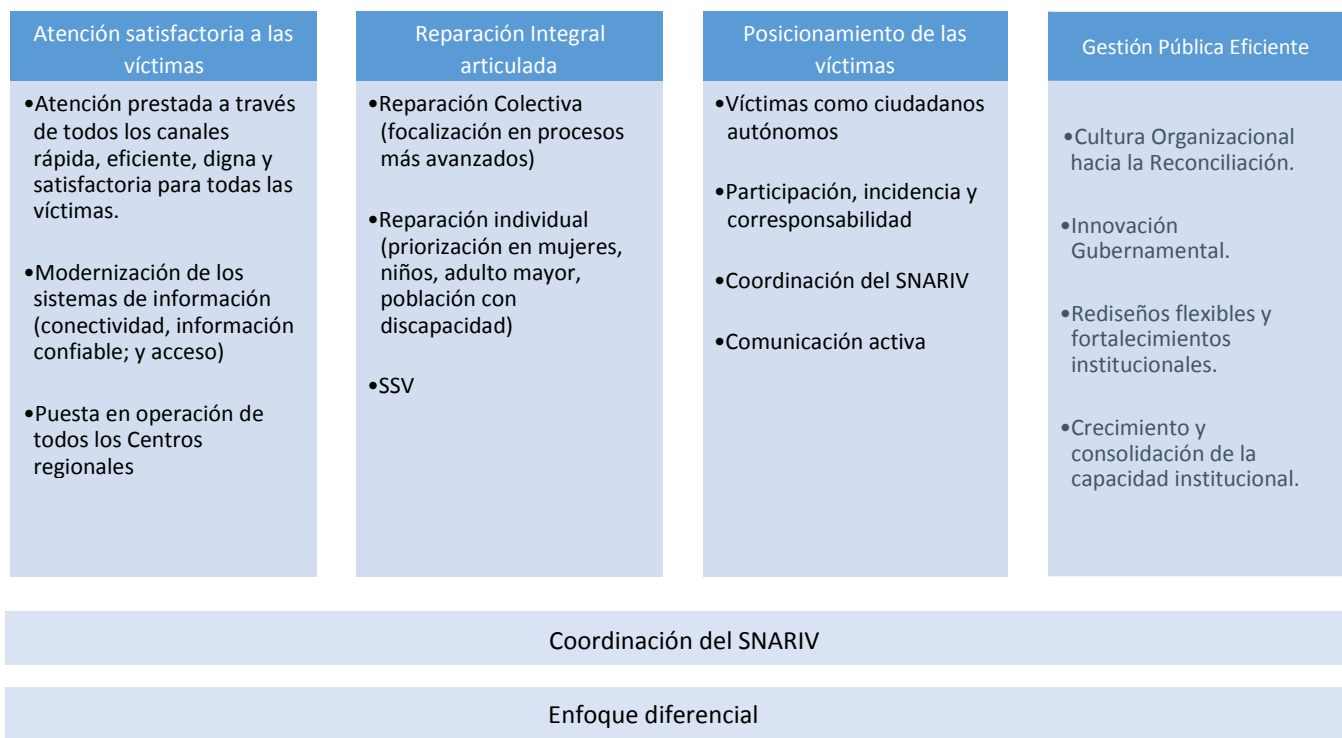 Atención satisfactoria a las
víctimas
•Atención prestada a través
de todos los canales
rápida, eficiente, digna y
satisfactoria para todas las
víctimas.
•Modernización de los
sistemas de información
(conectividad, información
confiable; y acceso)
•Puesta en operación de
todos los Centros
regionales
Reparación Integral
articulada
•Reparación Colectiva
(focalización en procesos
más avanzados)
•Reparación individual
(priorización en mujeres,
niños, adulto mayor,
población con
discapacidad)
•SSV
Posicionamiento de las
víctimas
•Víctimas como ciudadanos
autónomos
•Participación, incidencia y
corresponsabilidad
•Coordinación del SNARIV
•Comunicación activa
Gestión Pública Eficiente
•Cultura Organizacional
hacia la Reconciliación.
•Innovación
Gubernamental.
•Rediseños flexibles y
fortalecimientos
institucionales.
•Crecimiento y
consolidación de la
capacidad institucional.
Coordinación del SNARIV
Enfoque diferencial